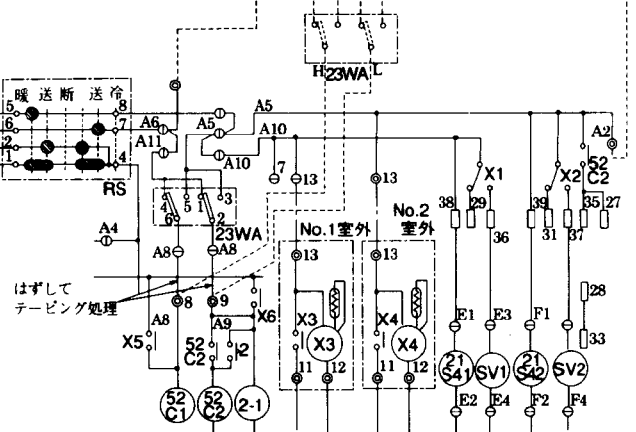 H 23WA L
暖 送 断 送 冷
5 8
6 7
2
1 4
RS
A6
A11
A5
A5
A10
A10
A2
4 5 1 3
6 2
23WA
A4
A8 A8
7 13 13
No.1室外
No.2
室外
13 13
X1
X2
52
C2
38 29 36 39 31 37 35 27
28
33
はずして
テーピング処理
8 9
X5 A8
A9
52
C2
2
X6
X3 X3
X4 X4
11 12 11 12
E1 E3 F1
21
S41
SV1
21
S42
SV2
E2 E4 F2 F4
52
C1
52
C2
2-1